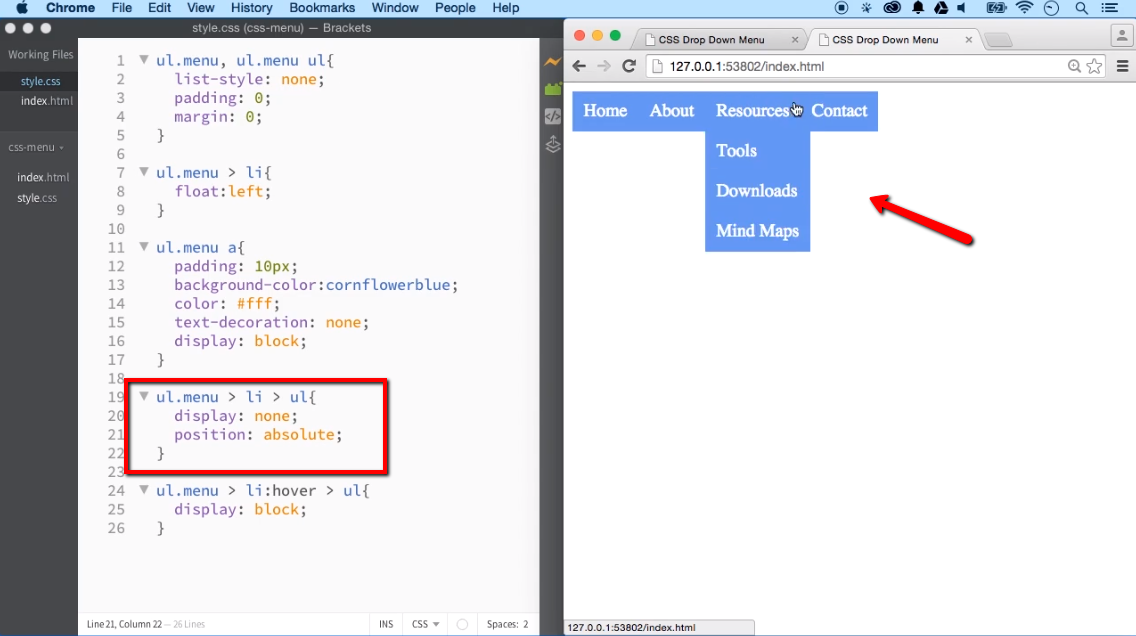 Chrome File Edit View History Bookmarks Window People Help
style.css (css-menu) — Brackets
Working Files
style.css
index.html
css-menu
index.html
style.css
1 ul.menu, ul.menu ul{
2 list-style: none;
3 padding: 0;
4 margin: 0;
5 }
6
7 ul.menu > li{
8 float:left;
9 }
10
11 ul.menu a{
12 padding: 10px;
13 background-color:cornflowerblue;
14 color: #fff;
15 text-decoration: none;
16 display: block;
17 }
18
19 ul.menu > li > ul{
20 display: none;
21 position: absolute;
22 }
23
24 ul.menu > li:hover > ul{
25 display: block;
26 }
Line 21, Column 22 — 26 Lines
INS CSS Spaces: 2
CSS Drop Down Menu CSS Drop Down Menu
127.0.0.1:53802/index.html
Home About Resources Contact
Tools
Downloads
Mind Maps
127.0.0.1:53802/index.html